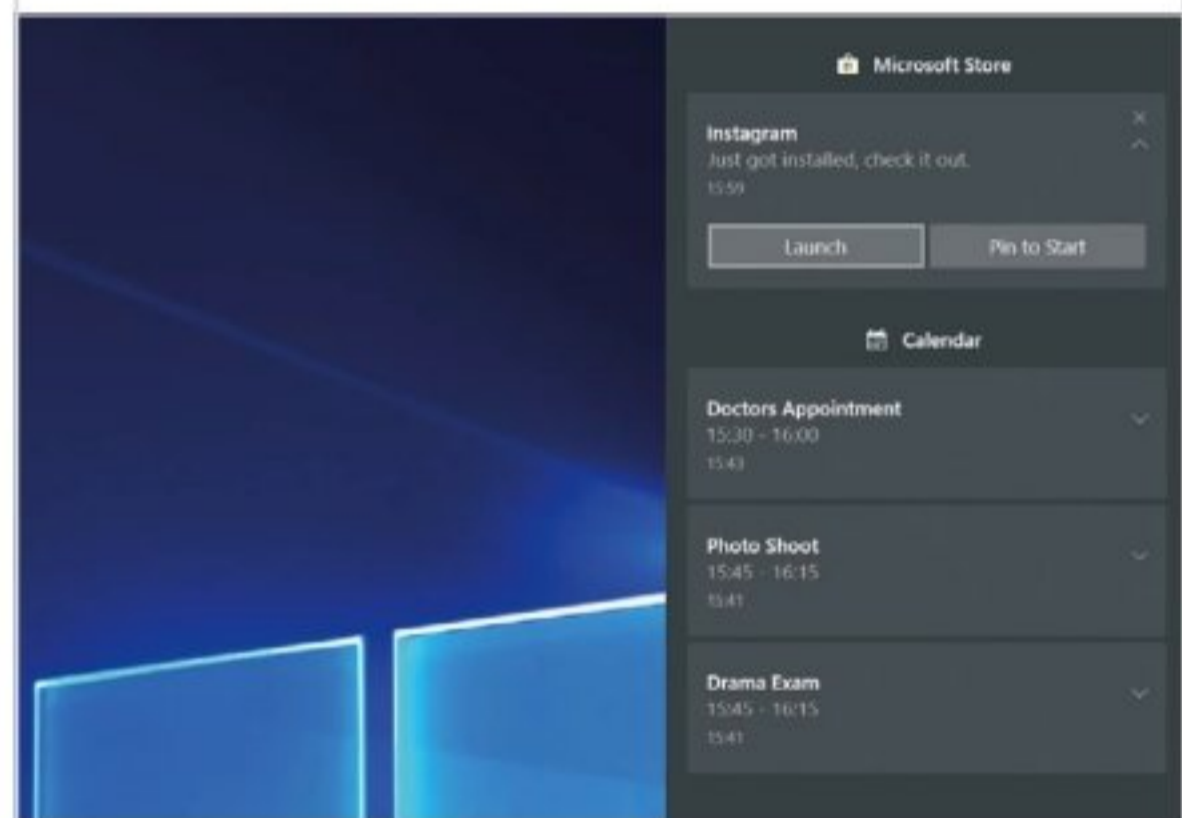 Microsoft Store
Instagram
Just got installed, check it out.
15:59
Launch
Pin to Start
Calendar
Doctors Appointment
15:30 - 16:00
15:43
Photo Shoot
15:45 - 16:15
15:41
Drama Exam
15:45 - 16:15
15:41